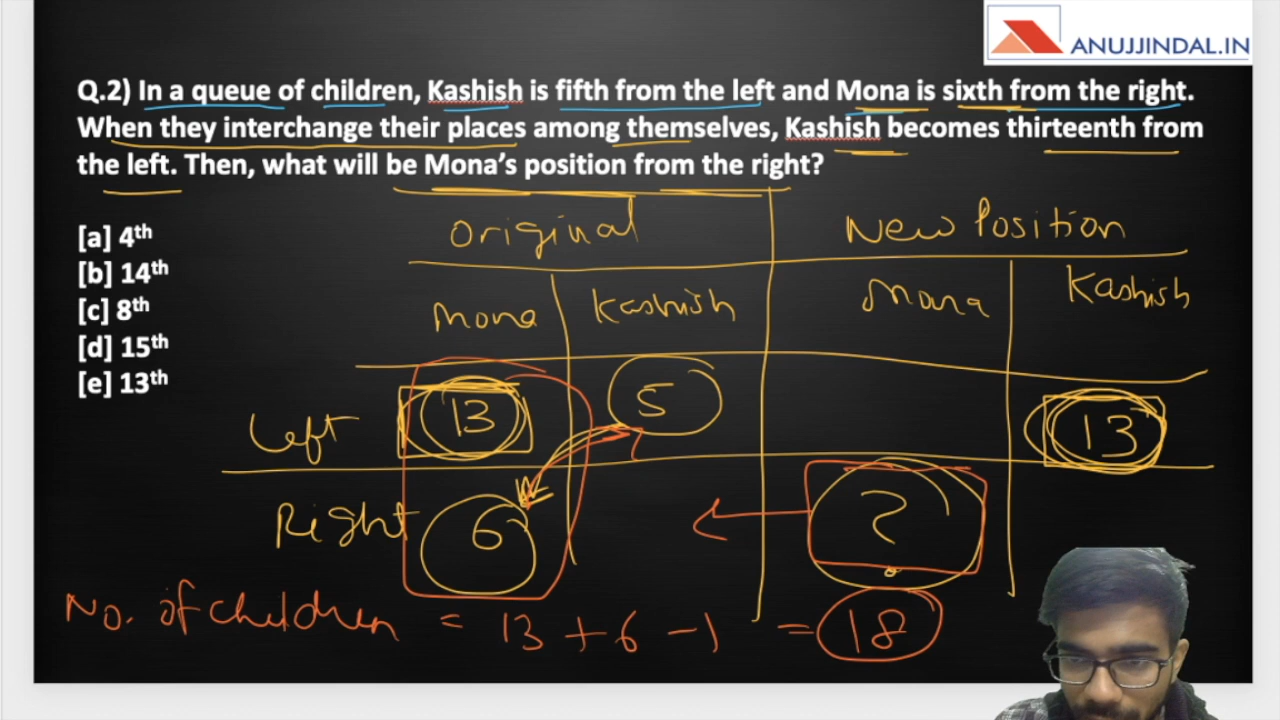 ANUJJINDAL.IN
Q.2) In a queue of children, Kashish is fifth from the left and Mona is sixth from the right.
When they interchange their places among themselves, Kashish becomes thirteenth from
the left. Then, what will be Mona's position from the right?
[a] 4th
[b] 14th
[c] 8th
[d] 15th
[e] 13th
Original New Position
Mona Kashish Mona Kashish
Left 13 5 13
Right 6 ?
No. of children = 13 + 6 - 1 = 18